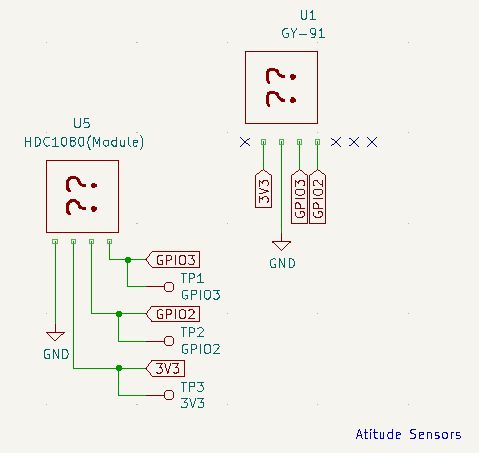 U1
GY-91
??
U5
HDC1080(Module)
??
3V3
GPIO3
GPIO2
GND
GPIO3
TP1
GPIO3
GPIO2
TP2
GPIO2
GND
3V3
TP3
3V3
Atitude Sensors